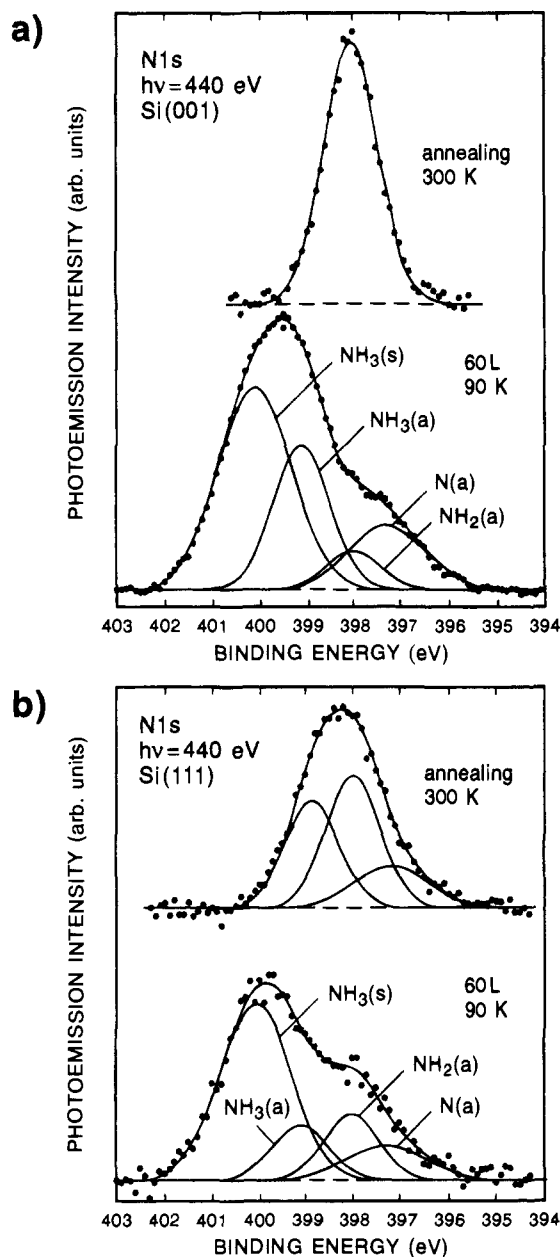 a)
N1s
hν=440 eV
Si(001)
annealing
300 K
60L
90 K
NH₃(s)
NH₃(a)
N(a)
NH₂(a)
PHOTOEMISSION INTENSITY (arb. units)
403 402 401 400 399 398 397 396 395 394
BINDING ENERGY (eV)
b)
N1s
hν=440 eV
Si(111)
annealing
300 K
60L
90 K
NH₃(s)
NH₂(a)
NH₃(a)
N(a)
PHOTOEMISSION INTENSITY (arb. units)
403 402 401 400 399 398 397 396 395 394
BINDING ENERGY (eV)